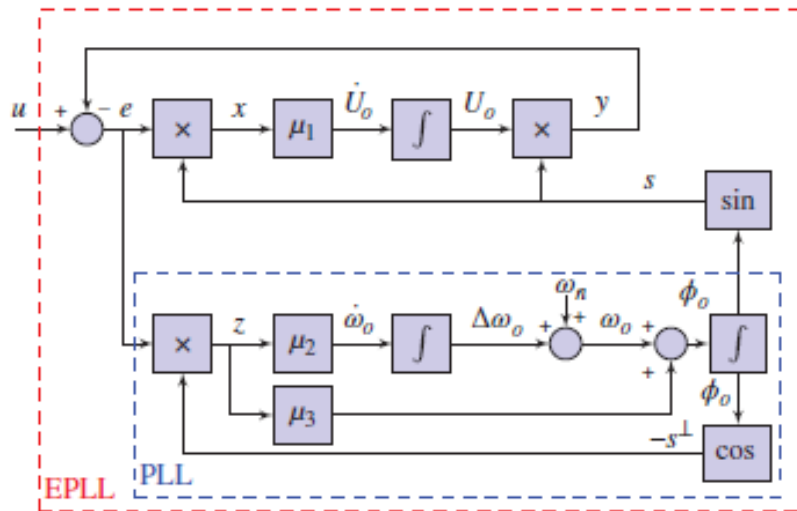 u + − e × x μ₁ U̇ₒ ∫ Uₒ × y
s sin
ωₙ ϕₒ
× z μ₂ ω̇ₒ ∫ Δωₒ + + ωₒ + ∫
μ₃ + ϕₒ
−s⊥ cos
EPLL PLL